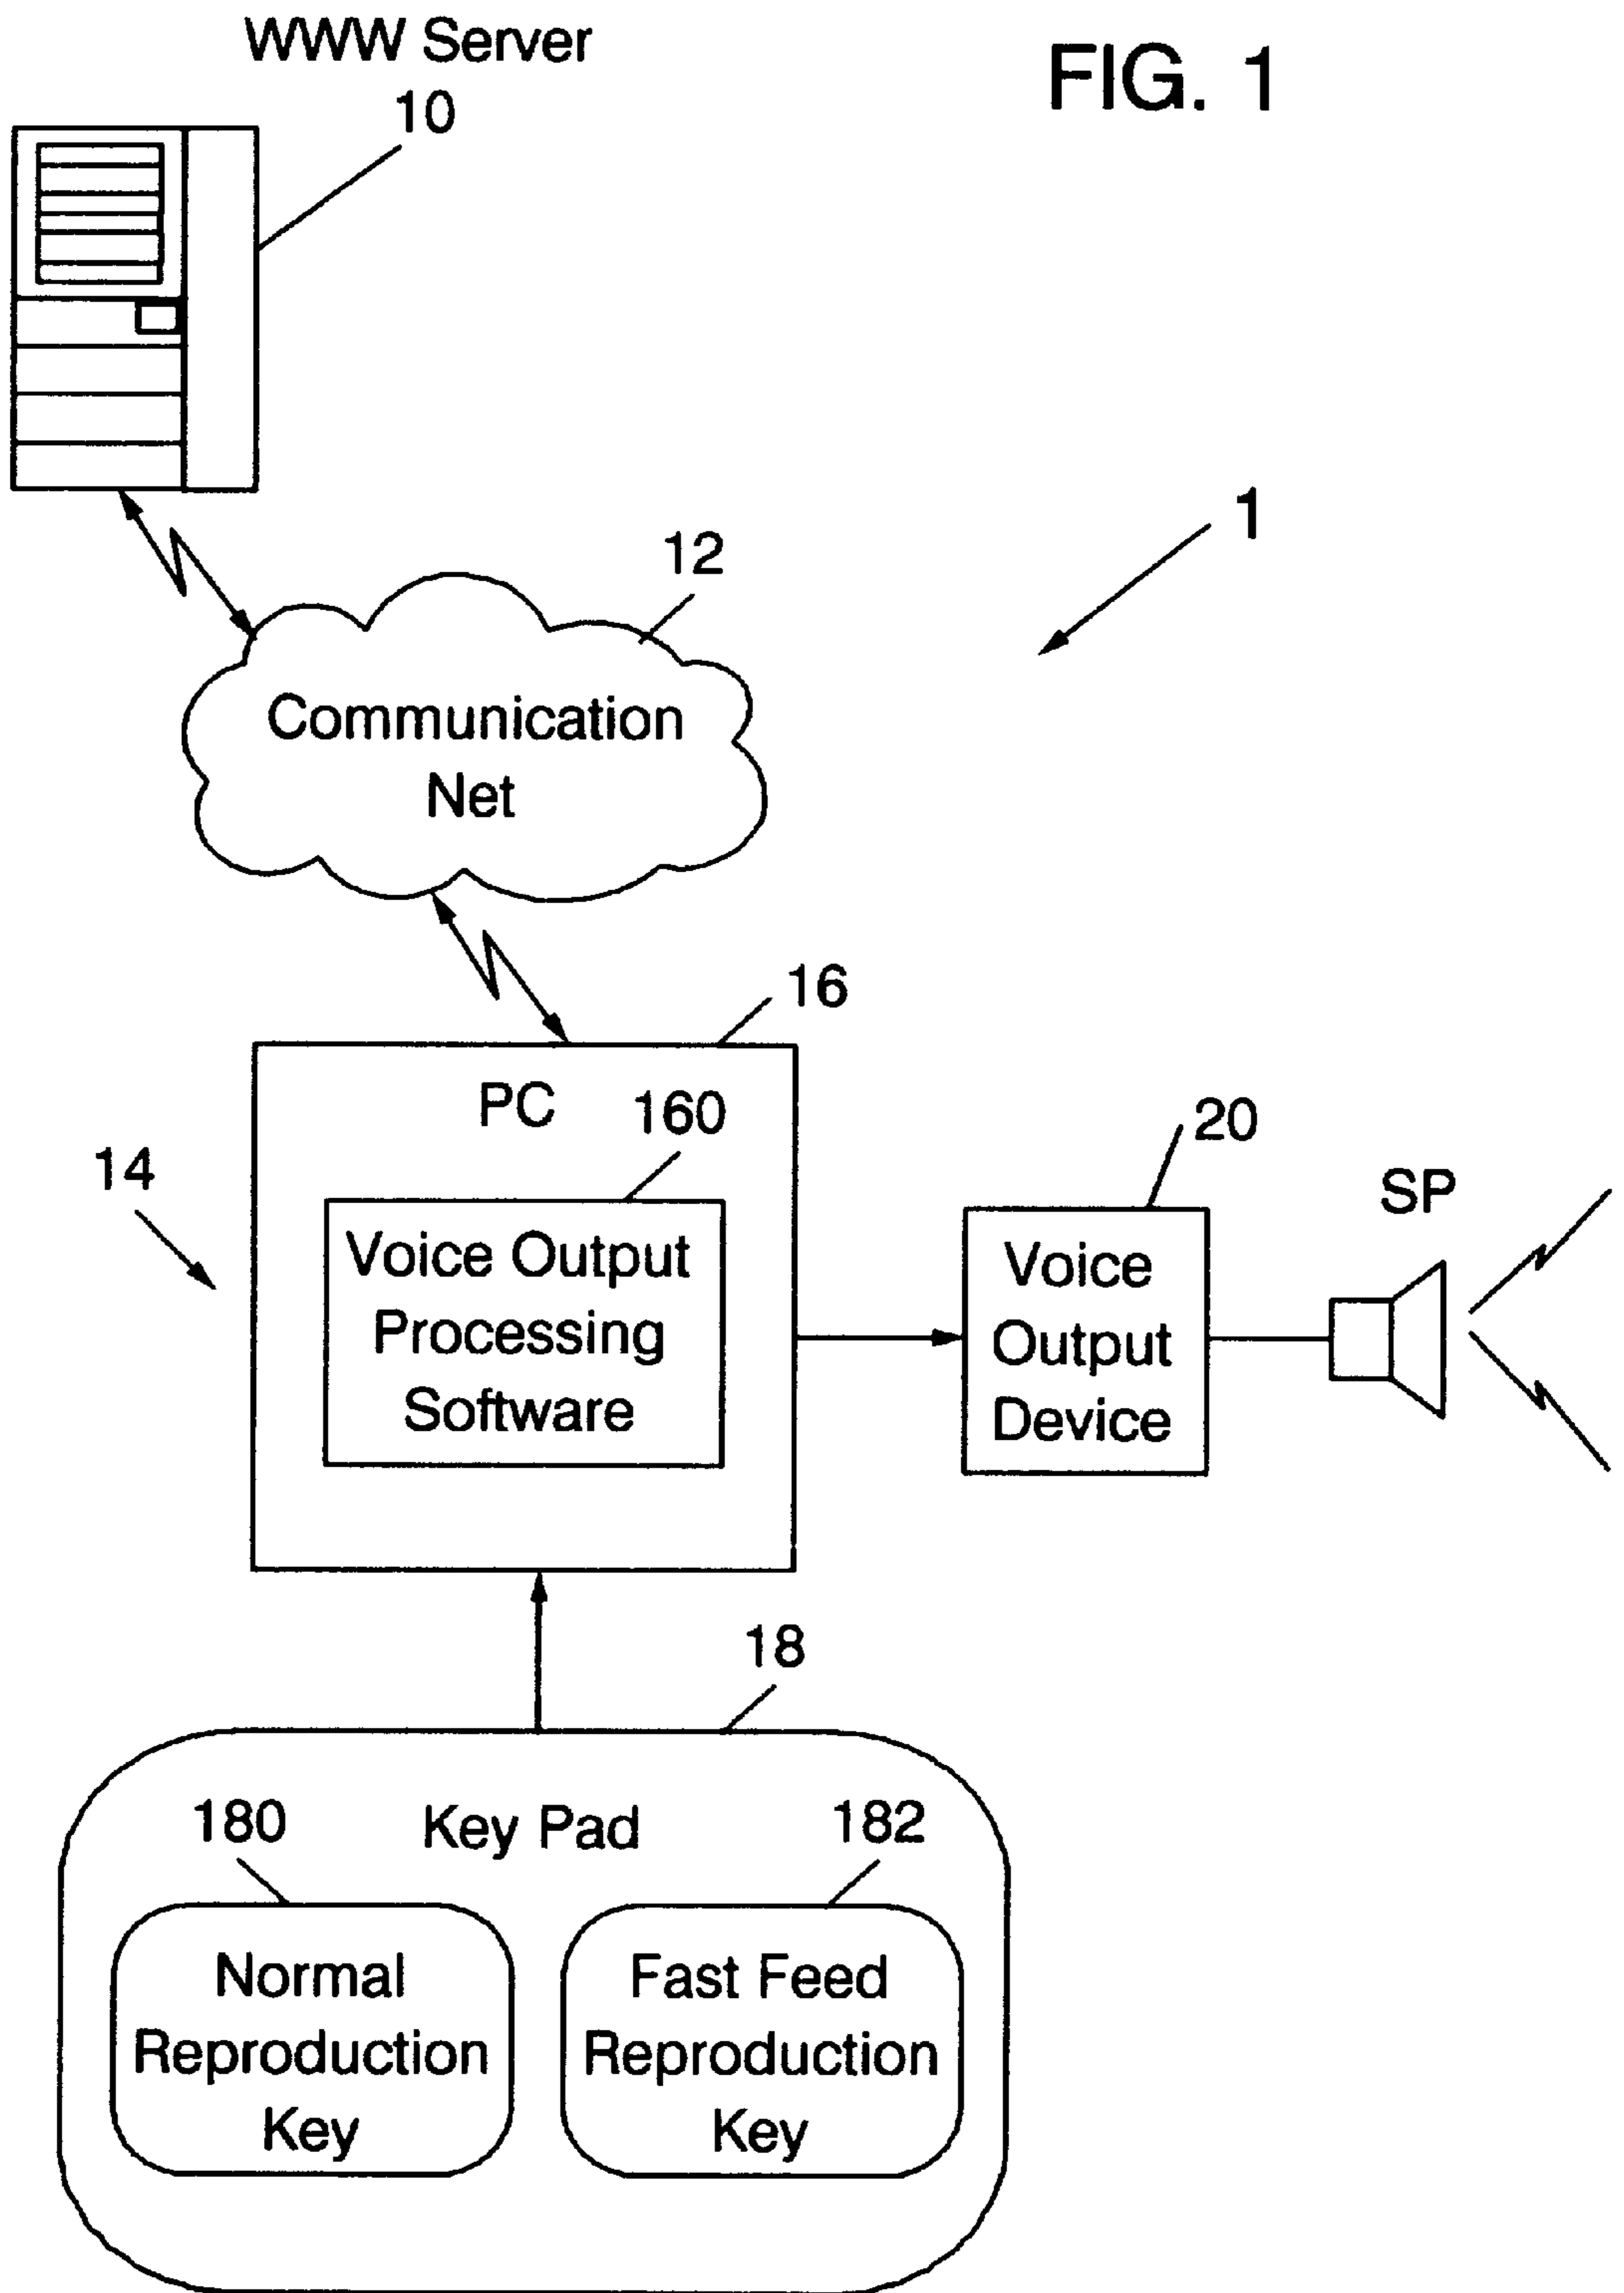 WWW Server
FIG. 1
10
1
12
Communication
Net
16
PC
160
14
Voice Output
Processing
Software
20
Voice
Output
Device
SP
18
Key Pad
180
182
Normal
Reproduction
Key
Fast Feed
Reproduction
Key